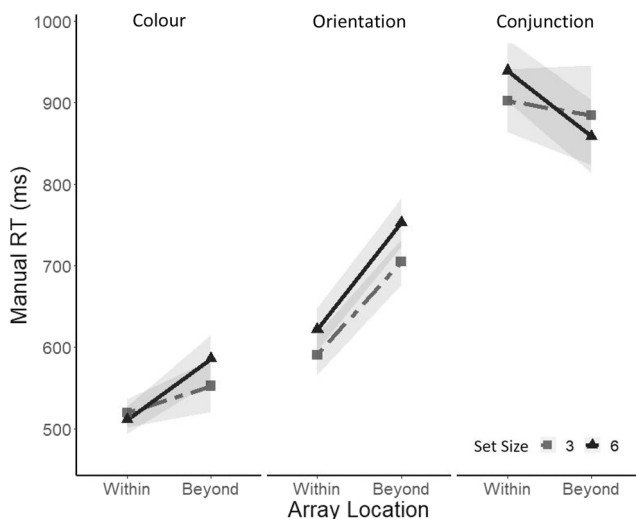 Colour Orientation Conjunction
1000
900
800
700
600
500
Manual RT (ms)
Set Size 3 6
Within Beyond Within Beyond Within Beyond
Array Location